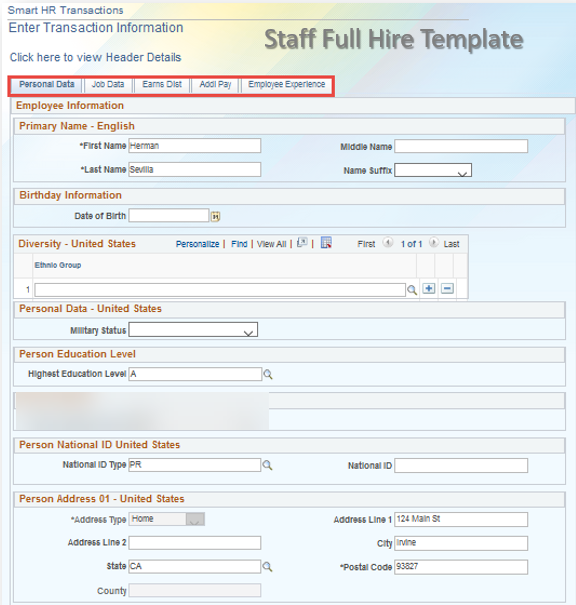 Smart HR Transactions
Enter Transaction Information
Staff Full Hire Template
Click here to view Header Details
Personal Data Job Data Earns Dist Addl Pay Employee Experience
Employee Information
Primary Name - English
*First Name Herman Middle Name
*Last Name Sevilla Name Suffix
Birthday Information
Date of Birth
Diversity - United States Personalize | Find | View All | | First 1 of 1 Last
Ethnic Group
1
Personal Data - United States
Military Status
Person Education Level
Highest Education Level A
Person National ID United States
National ID Type PR National ID
Person Address 01 - United States
*Address Type Home Address Line 1 124 Main St
Address Line 2 City Irvine
State CA *Postal Code 93827
County